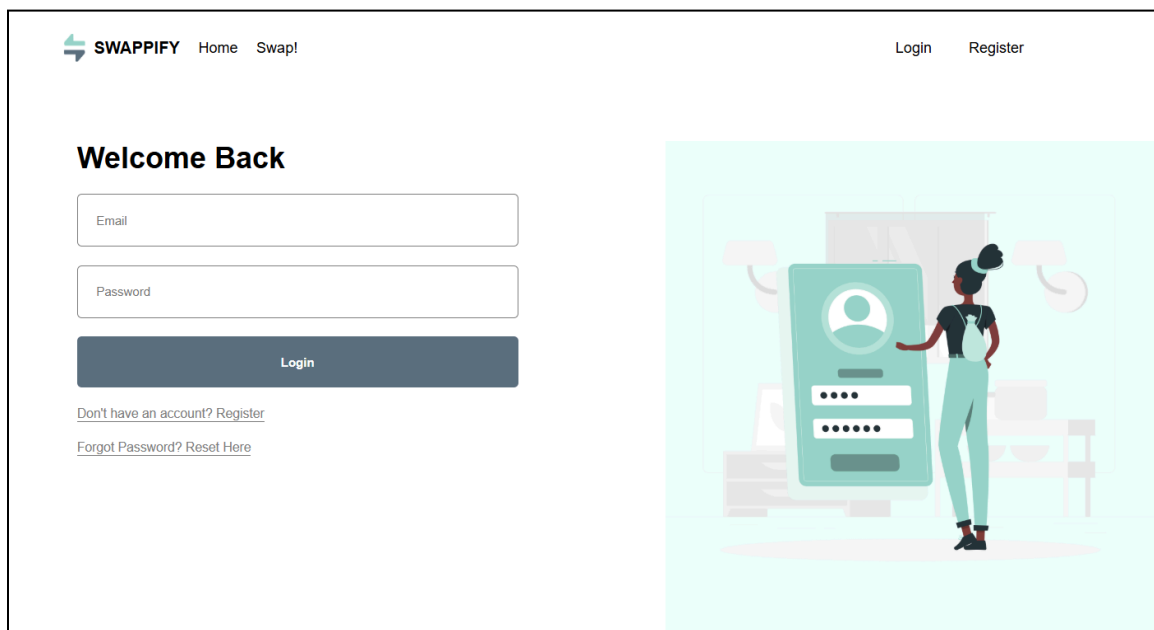 SWAPPIFY Home Swap! Login Register
Welcome Back
Email
Password
Login
Don't have an account? Register
Forgot Password? Reset Here